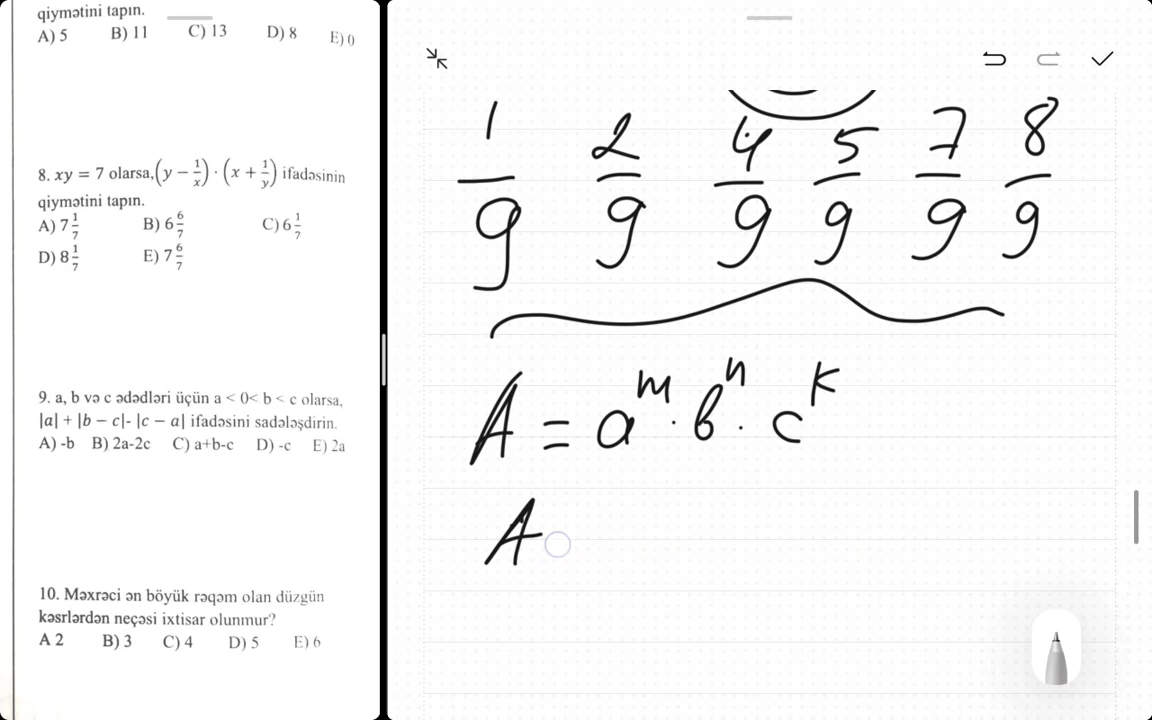 qiymətini tapın.
A) 5 B) 11 C) 13 D) 8 E) 0
8. xy = 7 olarsa, (y − 1/x) · (x + 1/y) ifadəsinin
qiymətini tapın.
A) 7 1/7 B) 6 6/7 C) 6 1/7
D) 8 1/7 E) 7 6/7
9. a, b və c ədədləri üçün a < 0< b < c olarsa,
|a| + |b − c|- |c − a| ifadəsini sadələşdirin.
A) -b B) 2a-2c C) a+b-c D) -c E) 2a
10. Məxrəci ən böyük rəqəm olan düzgün
kəsrlərdən neçəsi ixtisar olunmur?
A 2 B) 3 C) 4 D) 5 E) 6
1/9 2/9 4/9 5/9 7/9 8/9
A = a^m · b^n · c^k
A